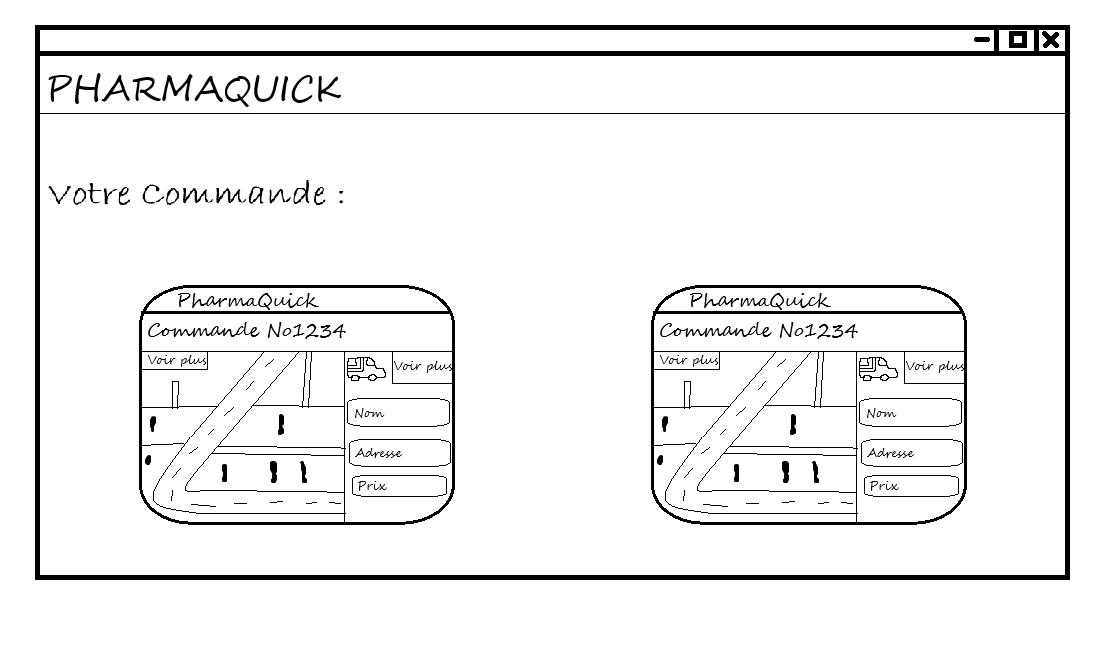 PHARMAQUICK
Votre Commande :
PharmaQuick
Commande No1234
Voir plus
Voir plus
Nom
Adresse
Prix
PharmaQuick
Commande No1234
Voir plus
Voir plus
Nom
Adresse
Prix